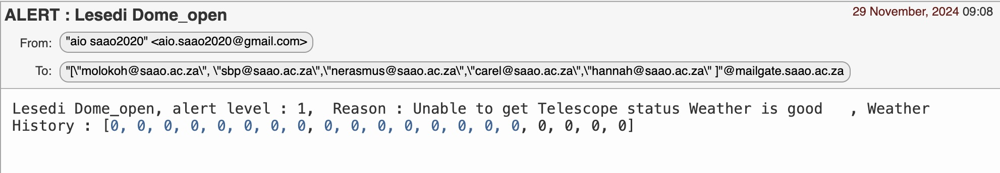 ALERT : Lesedi Dome_open
29 November, 2024 09:08
From: "aio saao2020" <aio.saao2020@gmail.com>
To: "[\"molokoh@saao.ac.za\", \"sbp@saao.ac.za\",\"nerasmus@saao.ac.za\",\"carel@saao.ac.za\",\"hannah@saao.ac.za\" ]"@mailgate.saao.ac.za
Lesedi Dome_open, alert level : 1,  Reason : Unable to get Telescope status Weather is good   , Weather
History : [0, 0, 0, 0, 0, 0, 0, 0, 0, 0, 0, 0, 0, 0, 0, 0, 0, 0, 0, 0]